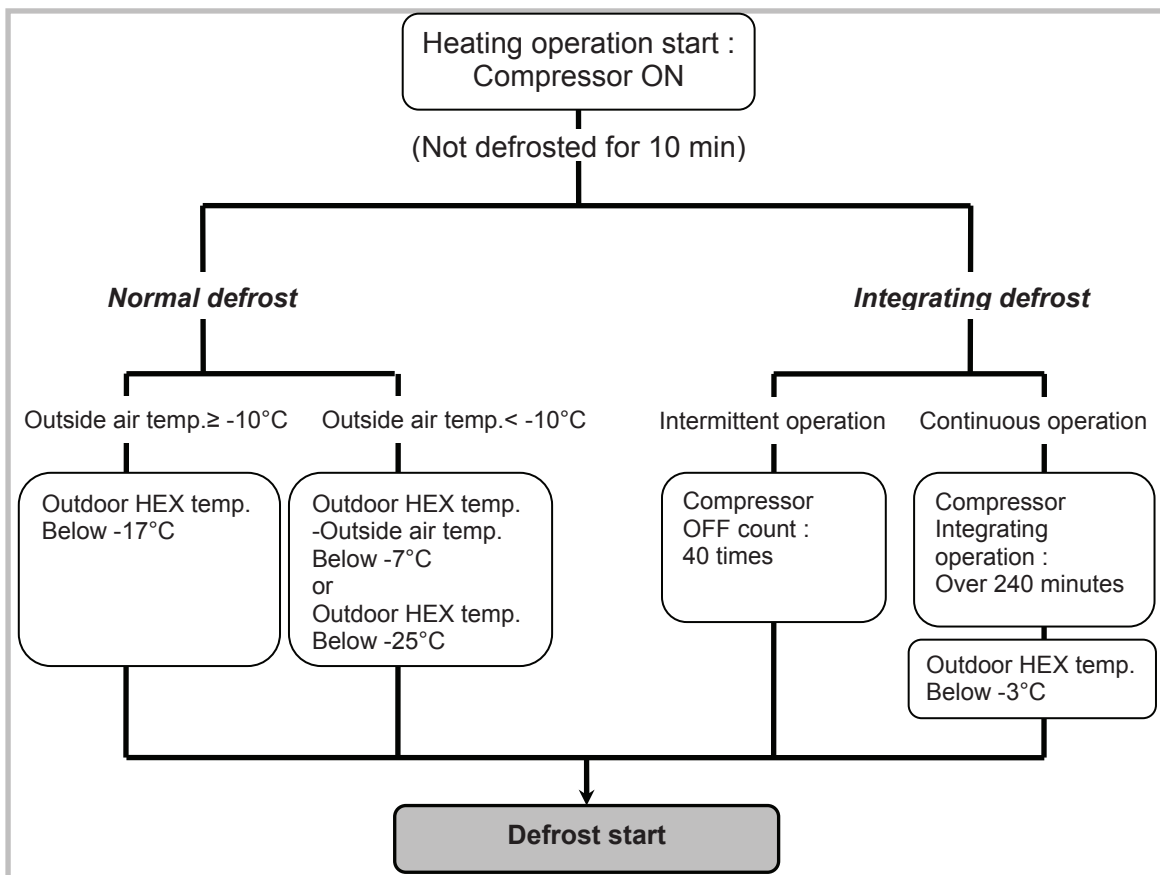 Heating operation start :
Compressor ON
(Not defrosted for 10 min)
Normal defrost
Integrating defrost
Outside air temp.≥ -10°C
Outside air temp.< -10°C
Intermittent operation
Continuous operation
Outdoor HEX temp.
Below -17°C
Outdoor HEX temp.
-Outside air temp.
Below -7°C
or
Outdoor HEX temp.
Below -25°C
Compressor
OFF count :
40 times
Compressor
Integrating
operation :
Over 240 minutes
Outdoor HEX temp.
Below -3°C
Defrost start